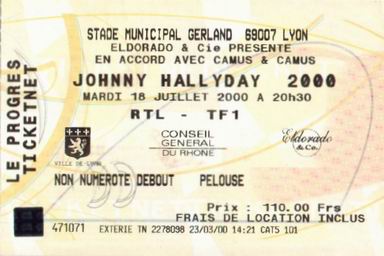 STADE MUNICIPAL GERLAND 69007 LYON
ELDORADO & Cie PRESENTE
EN ACCORD AVEC CAMUS & CAMUS
JOHNNY HALLYDAY 2000
MARDI 18 JUILLET 2000 A 20h30
RTL - TF1
LE PROGRES
TICKETNET
VILLE DE LYON
CONSEIL
GENERAL
DU RHONE
Eldorado
& Co.
NON NUMEROTE DEBOUT PELOUSE
Prix : 110.00 Frs
FRAIS DE LOCATION INCLUS
471071 EXTERIE TN 2278098 23/03/00 14:21 CAT5 101